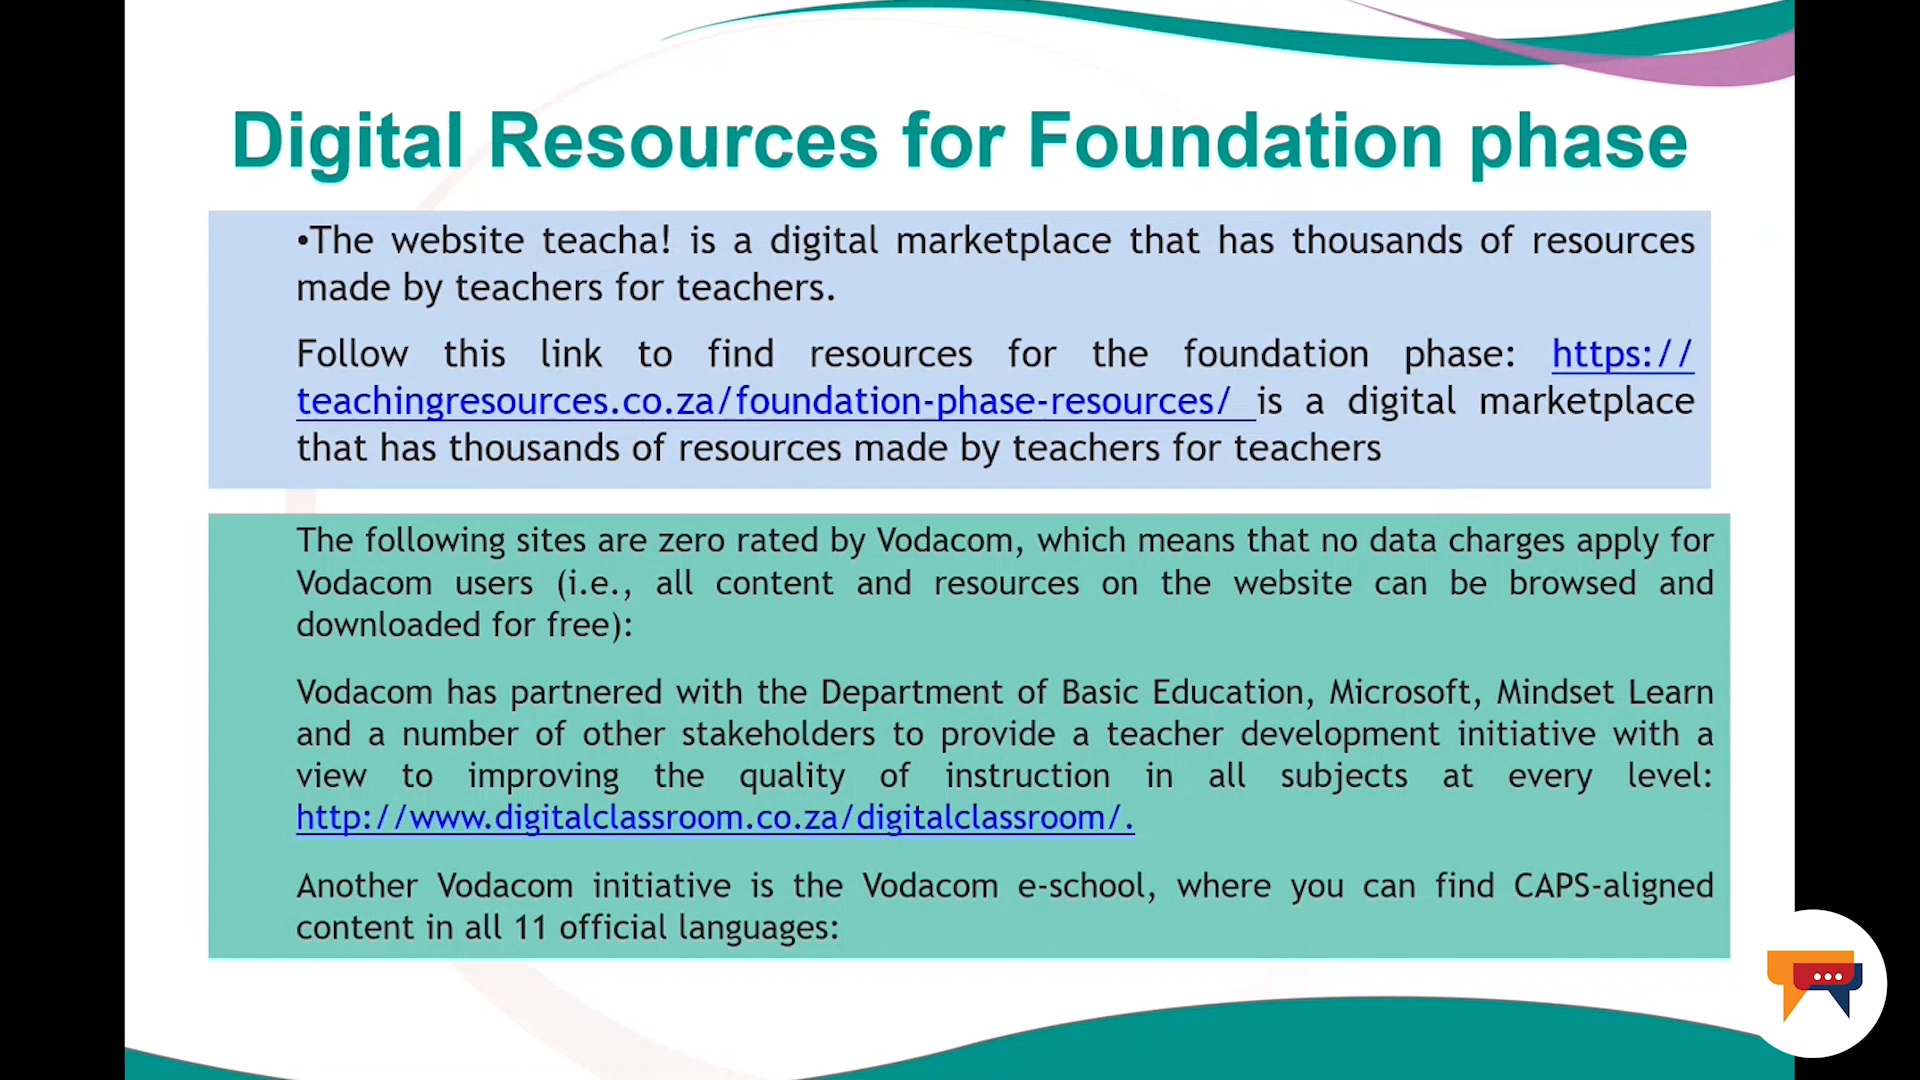 Digital Resources for Foundation phase
•The website teacha! is a digital marketplace that has thousands of resources
made by teachers for teachers.
Follow this link to find resources for the foundation phase: https://
teachingresources.co.za/foundation-phase-resources/ is a digital marketplace
that has thousands of resources made by teachers for teachers
The following sites are zero rated by Vodacom, which means that no data charges apply for
Vodacom users (i.e., all content and resources on the website can be browsed and
downloaded for free):
Vodacom has partnered with the Department of Basic Education, Microsoft, Mindset Learn
and a number of other stakeholders to provide a teacher development initiative with a
view to improving the quality of instruction in all subjects at every level:
http://www.digitalclassroom.co.za/digitalclassroom/.
Another Vodacom initiative is the Vodacom e-school, where you can find CAPS-aligned
content in all 11 official languages: